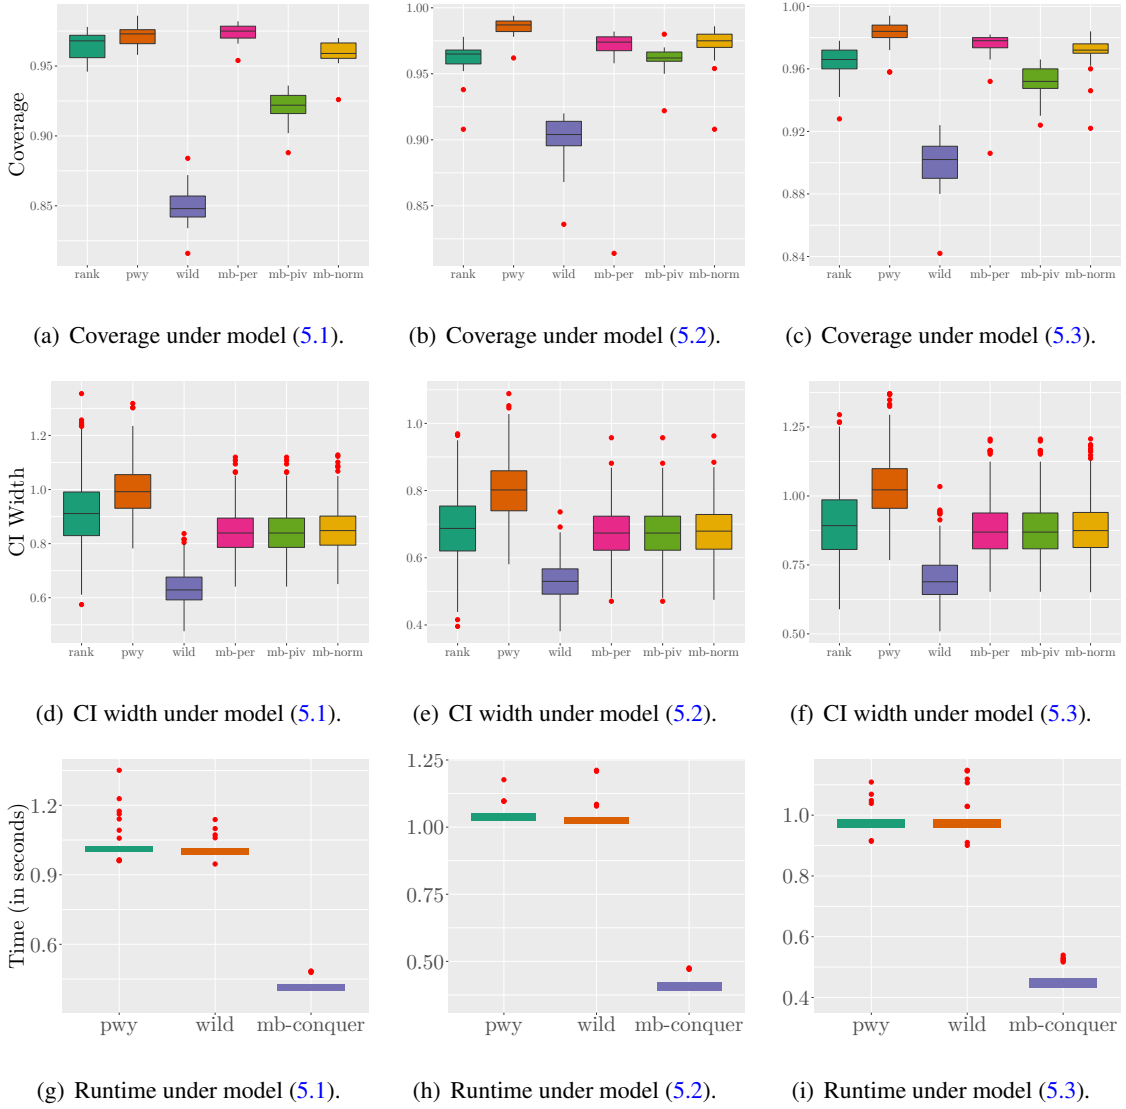 Coverage
0.95
0.90
0.85
rank pwy wild mb-per mb-piv mb-norm
1.00
0.95
0.90
0.85
rank pwy wild mb-per mb-piv mb-norm
1.00
0.96
0.92
0.88
0.84
rank pwy wild mb-per mb-piv mb-norm
(a) Coverage under model (5.1).
(b) Coverage under model (5.2).
(c) Coverage under model (5.3).
CI Width
1.2
1.0
0.8
0.6
rank pwy wild mb-per mb-piv mb-norm
1.0
0.8
0.6
0.4
rank pwy wild mb-per mb-piv mb-norm
1.25
1.00
0.75
0.50
rank pwy wild mb-per mb-piv mb-norm
(d) CI width under model (5.1).
(e) CI width under model (5.2).
(f) CI width under model (5.3).
Time (in seconds)
1.2
0.9
0.6
pwy wild mb-conquer
1.25
1.00
0.75
0.50
pwy wild mb-conquer
1.0
0.8
0.6
0.4
pwy wild mb-conquer
(g) Runtime under model (5.1).
(h) Runtime under model (5.2).
(i) Runtime under model (5.3).